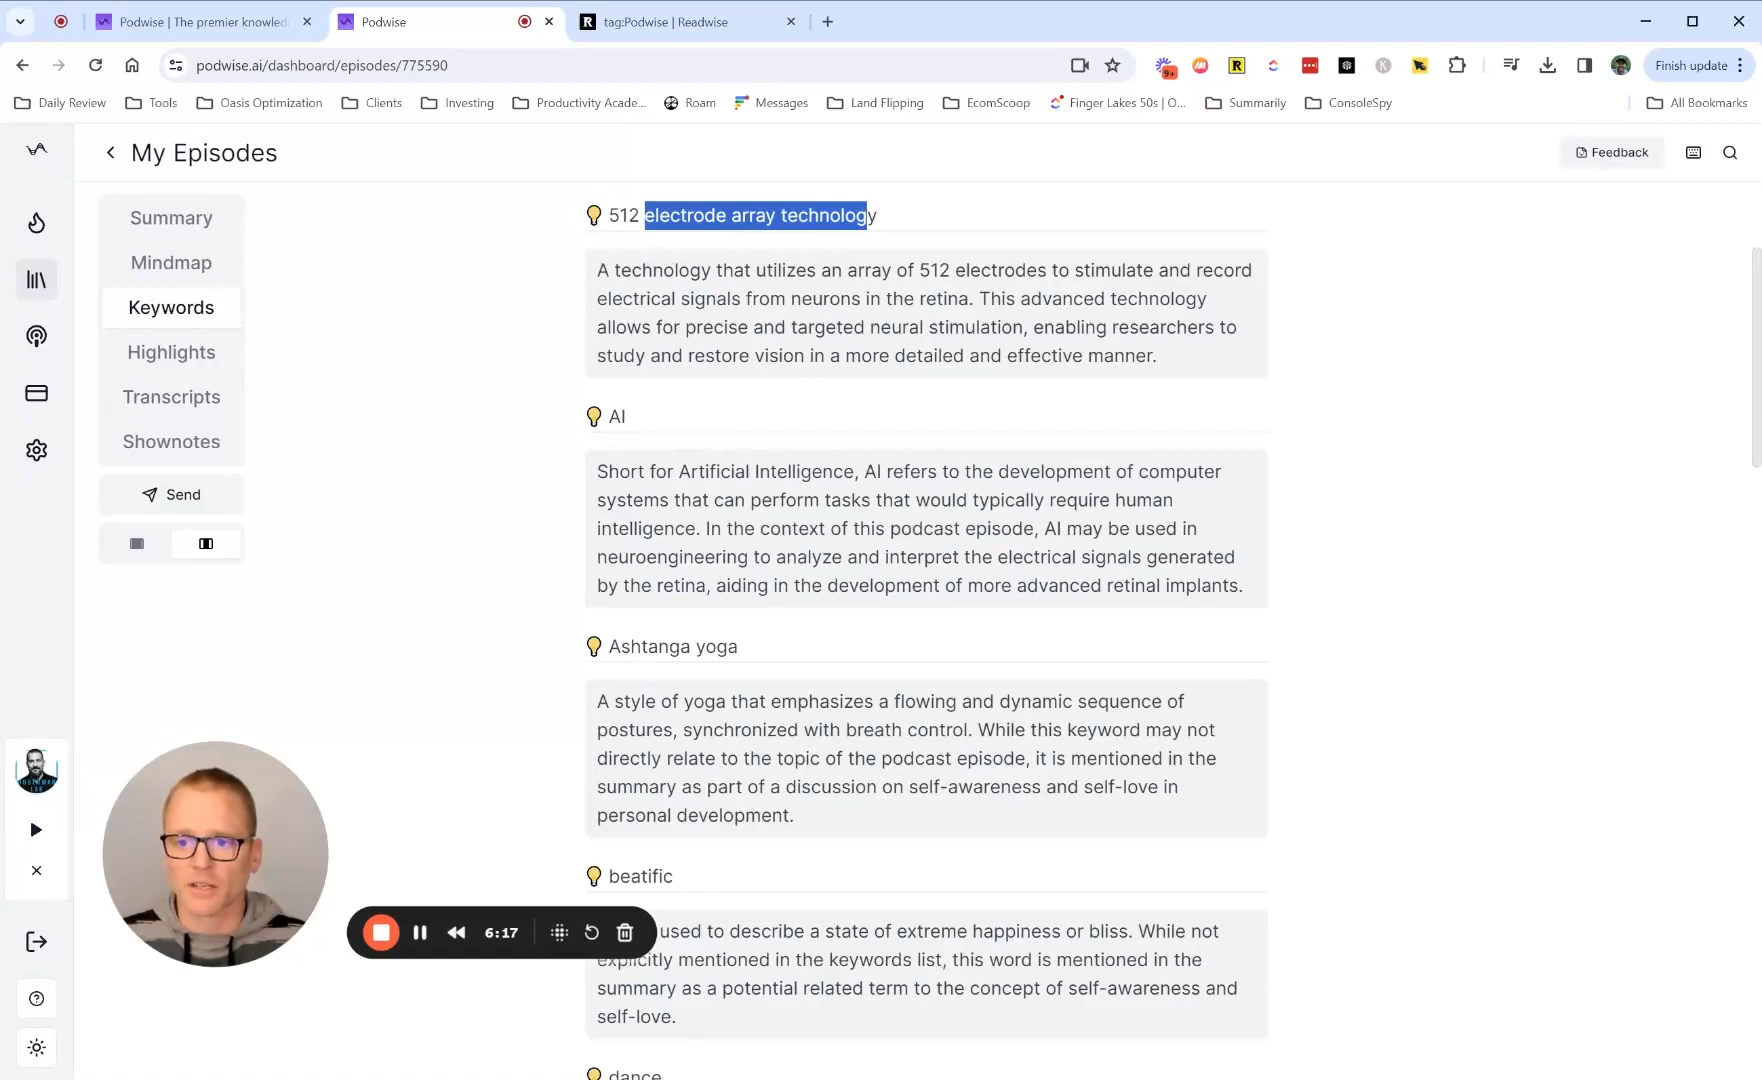 Podwise | The premier knowled
Podwise
tag:Podwise | Readwise
podwise.ai/dashboard/episodes/775590
9+
R
K
Finish update
Daily Review
Tools
Oasis Optimization
Clients
Investing
Productivity Acade...
Roam
Messages
Land Flipping
EcomScoop
Finger Lakes 50s | O...
Summarily
ConsoleSpy
All Bookmarks
My Episodes
Feedback
Summary
Mindmap
Keywords
Highlights
Transcripts
Shownotes
Send
512 electrode array technology
A technology that utilizes an array of 512 electrodes to stimulate and record
electrical signals from neurons in the retina. This advanced technology
allows for precise and targeted neural stimulation, enabling researchers to
study and restore vision in a more detailed and effective manner.
AI
Short for Artificial Intelligence, AI refers to the development of computer
systems that can perform tasks that would typically require human
intelligence. In the context of this podcast episode, AI may be used in
neuroengineering to analyze and interpret the electrical signals generated
by the retina, aiding in the development of more advanced retinal implants.
Ashtanga yoga
A style of yoga that emphasizes a flowing and dynamic sequence of
postures, synchronized with breath control. While this keyword may not
directly relate to the topic of the podcast episode, it is mentioned in the
summary as part of a discussion on self-awareness and self-love in
personal development.
beatific
used to describe a state of extreme happiness or bliss. While not
explicitly mentioned in the keywords list, this word is mentioned in the
summary as a potential related term to the concept of self-awareness and
self-love.
dance
6:17